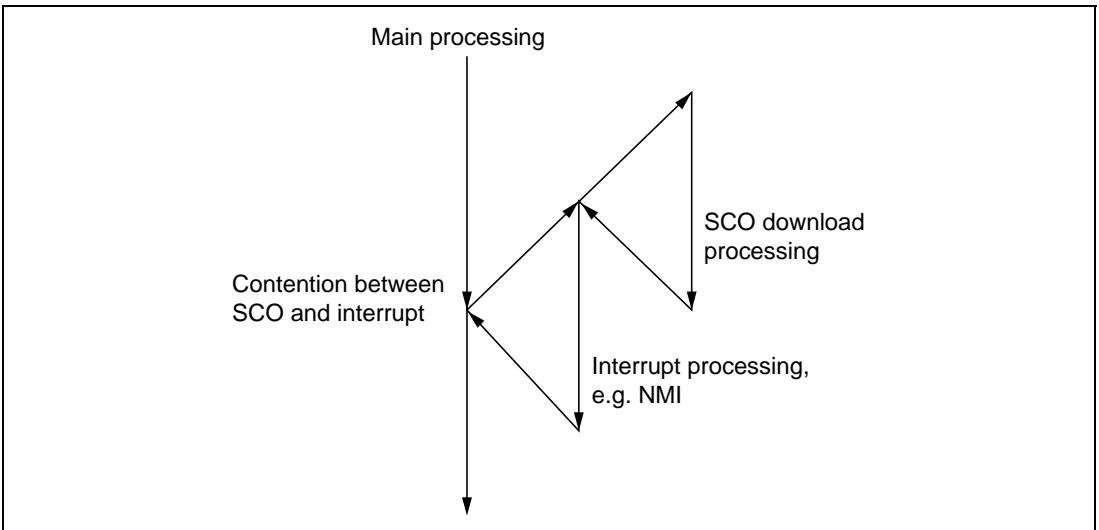 Main processing
SCO download
processing
Contention between
SCO and interrupt
Interrupt processing,
e.g. NMI